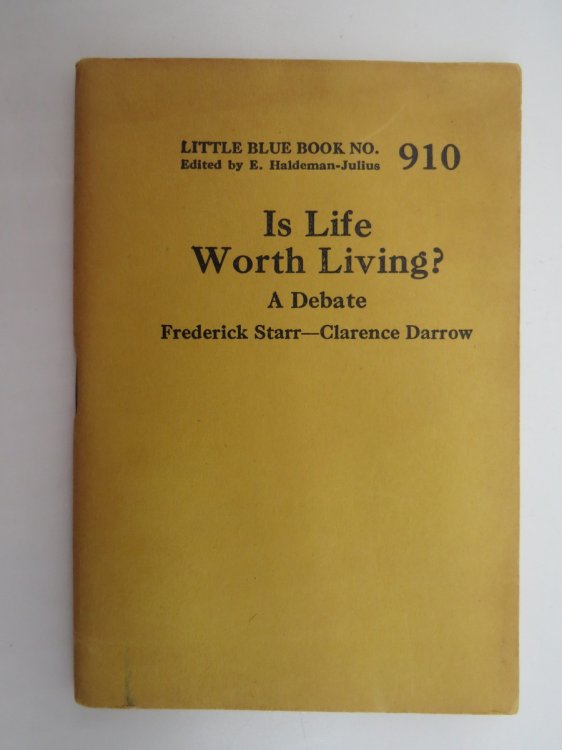 LITTLE BLUE BOOK NO. 910
Edited by E. Haldeman-Julius
Is Life
Worth Living?
A Debate
Frederick Starr—Clarence Darrow